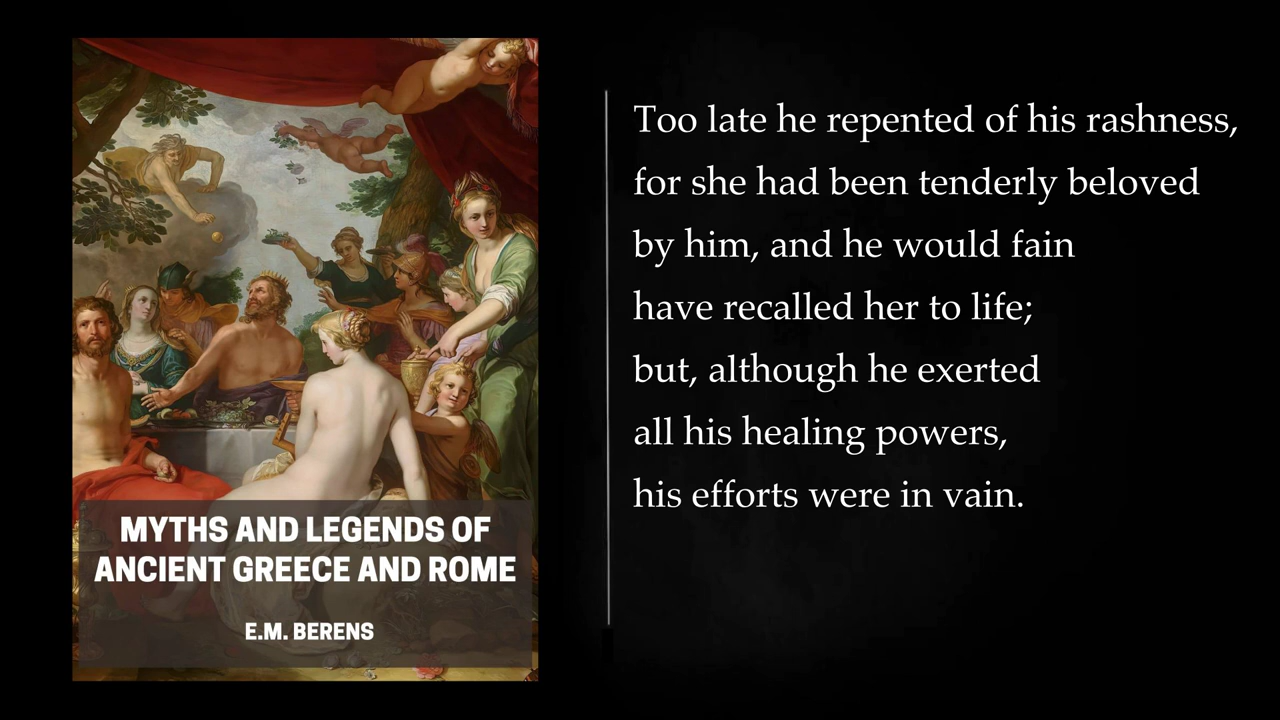 MYTHS AND LEGENDS OF
ANCIENT GREECE AND ROME
E.M. BERENS
Too late he repented of his rashness,
for she had been tenderly beloved
by him, and he would fain
have recalled her to life;
but, although he exerted
all his healing powers,
his efforts were in vain.